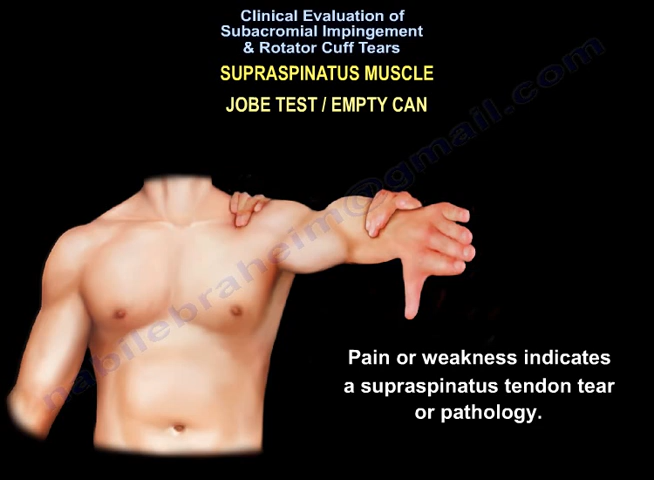 Clinical Evaluation of
Subacromial Impingement
& Rotator Cuff Tears
SUPRASPINATUS MUSCLE
JOBE TEST / EMPTY CAN
nabilebraheim@gmail.com
Pain or weakness indicates
a supraspinatus tendon tear
or pathology.